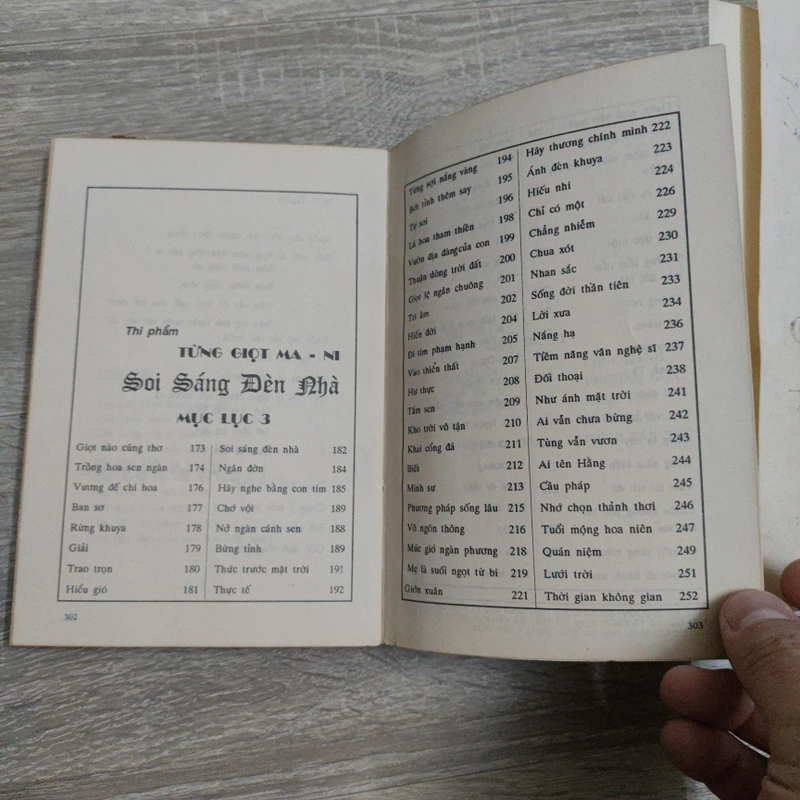 Thi phẩm
TỪNG GIỌT MA - NI
Soi Sáng Đèn Nhà
MỤC LỤC 3
Giọt nào cũng thơ 173
Trồng hoa sen ngàn 174
Vương để chi hoa 176
Ban sơ 177
Rừng khuya 178
Giải 179
Trao trọn 180
Hiểu gió 181
Soi sáng đèn nhà 182
Ngân đờn 184
Hãy nghe bằng con tim 185
Chớ vội 189
Nở ngàn cánh sen 188
Bừng tỉnh 189
Thức trước mặt trời 191
Thực tế 192
302
Từng sợi nắng vàng 194
Bớt tỉnh thêm say 195
Tự soi 196
Lá hoa tham thiền 198
Vườn địa đàng của con 199
Thuận dòng trời đất 200
Giọt lệ ngân chuông 201
Tri âm 202
Hiến đời 204
Đi tìm phạm hạnh 205
Vào thiền thất 207
Hư thực 208
Tắm sen 209
Kho trời vô tận 210
Khai cổng đá 211
Biết 212
Minh sư 213
Phương pháp sống lâu 215
Vô ngôn thông 216
Múc gió ngàn phương 218
Mẹ là suối ngọt từ bi 219
Giởn xuân 221
Hãy thương chính mình 222
Ánh đèn khuya 223
Hiếu nhi 224
Chỉ có một 226
Chẳng nhiễm 229
Chua xót 230
Nhan sắc 231
Sống đời thần tiên 233
Lời xưa 234
Nắng hạ 236
Tiềm năng văn nghệ sĩ 237
Đối thoại 238
Như ánh mặt trời 241
Ai vẫn chưa bừng 242
Tùng vẫn vươn 243
Ai tên Hằng 244
Câu pháp 245
Nhớ chọn thảnh thơi 246
Tuổi mộng hoa niên 247
Quán niệm 249
Lưới trời 251
Thời gian không gian 252
303